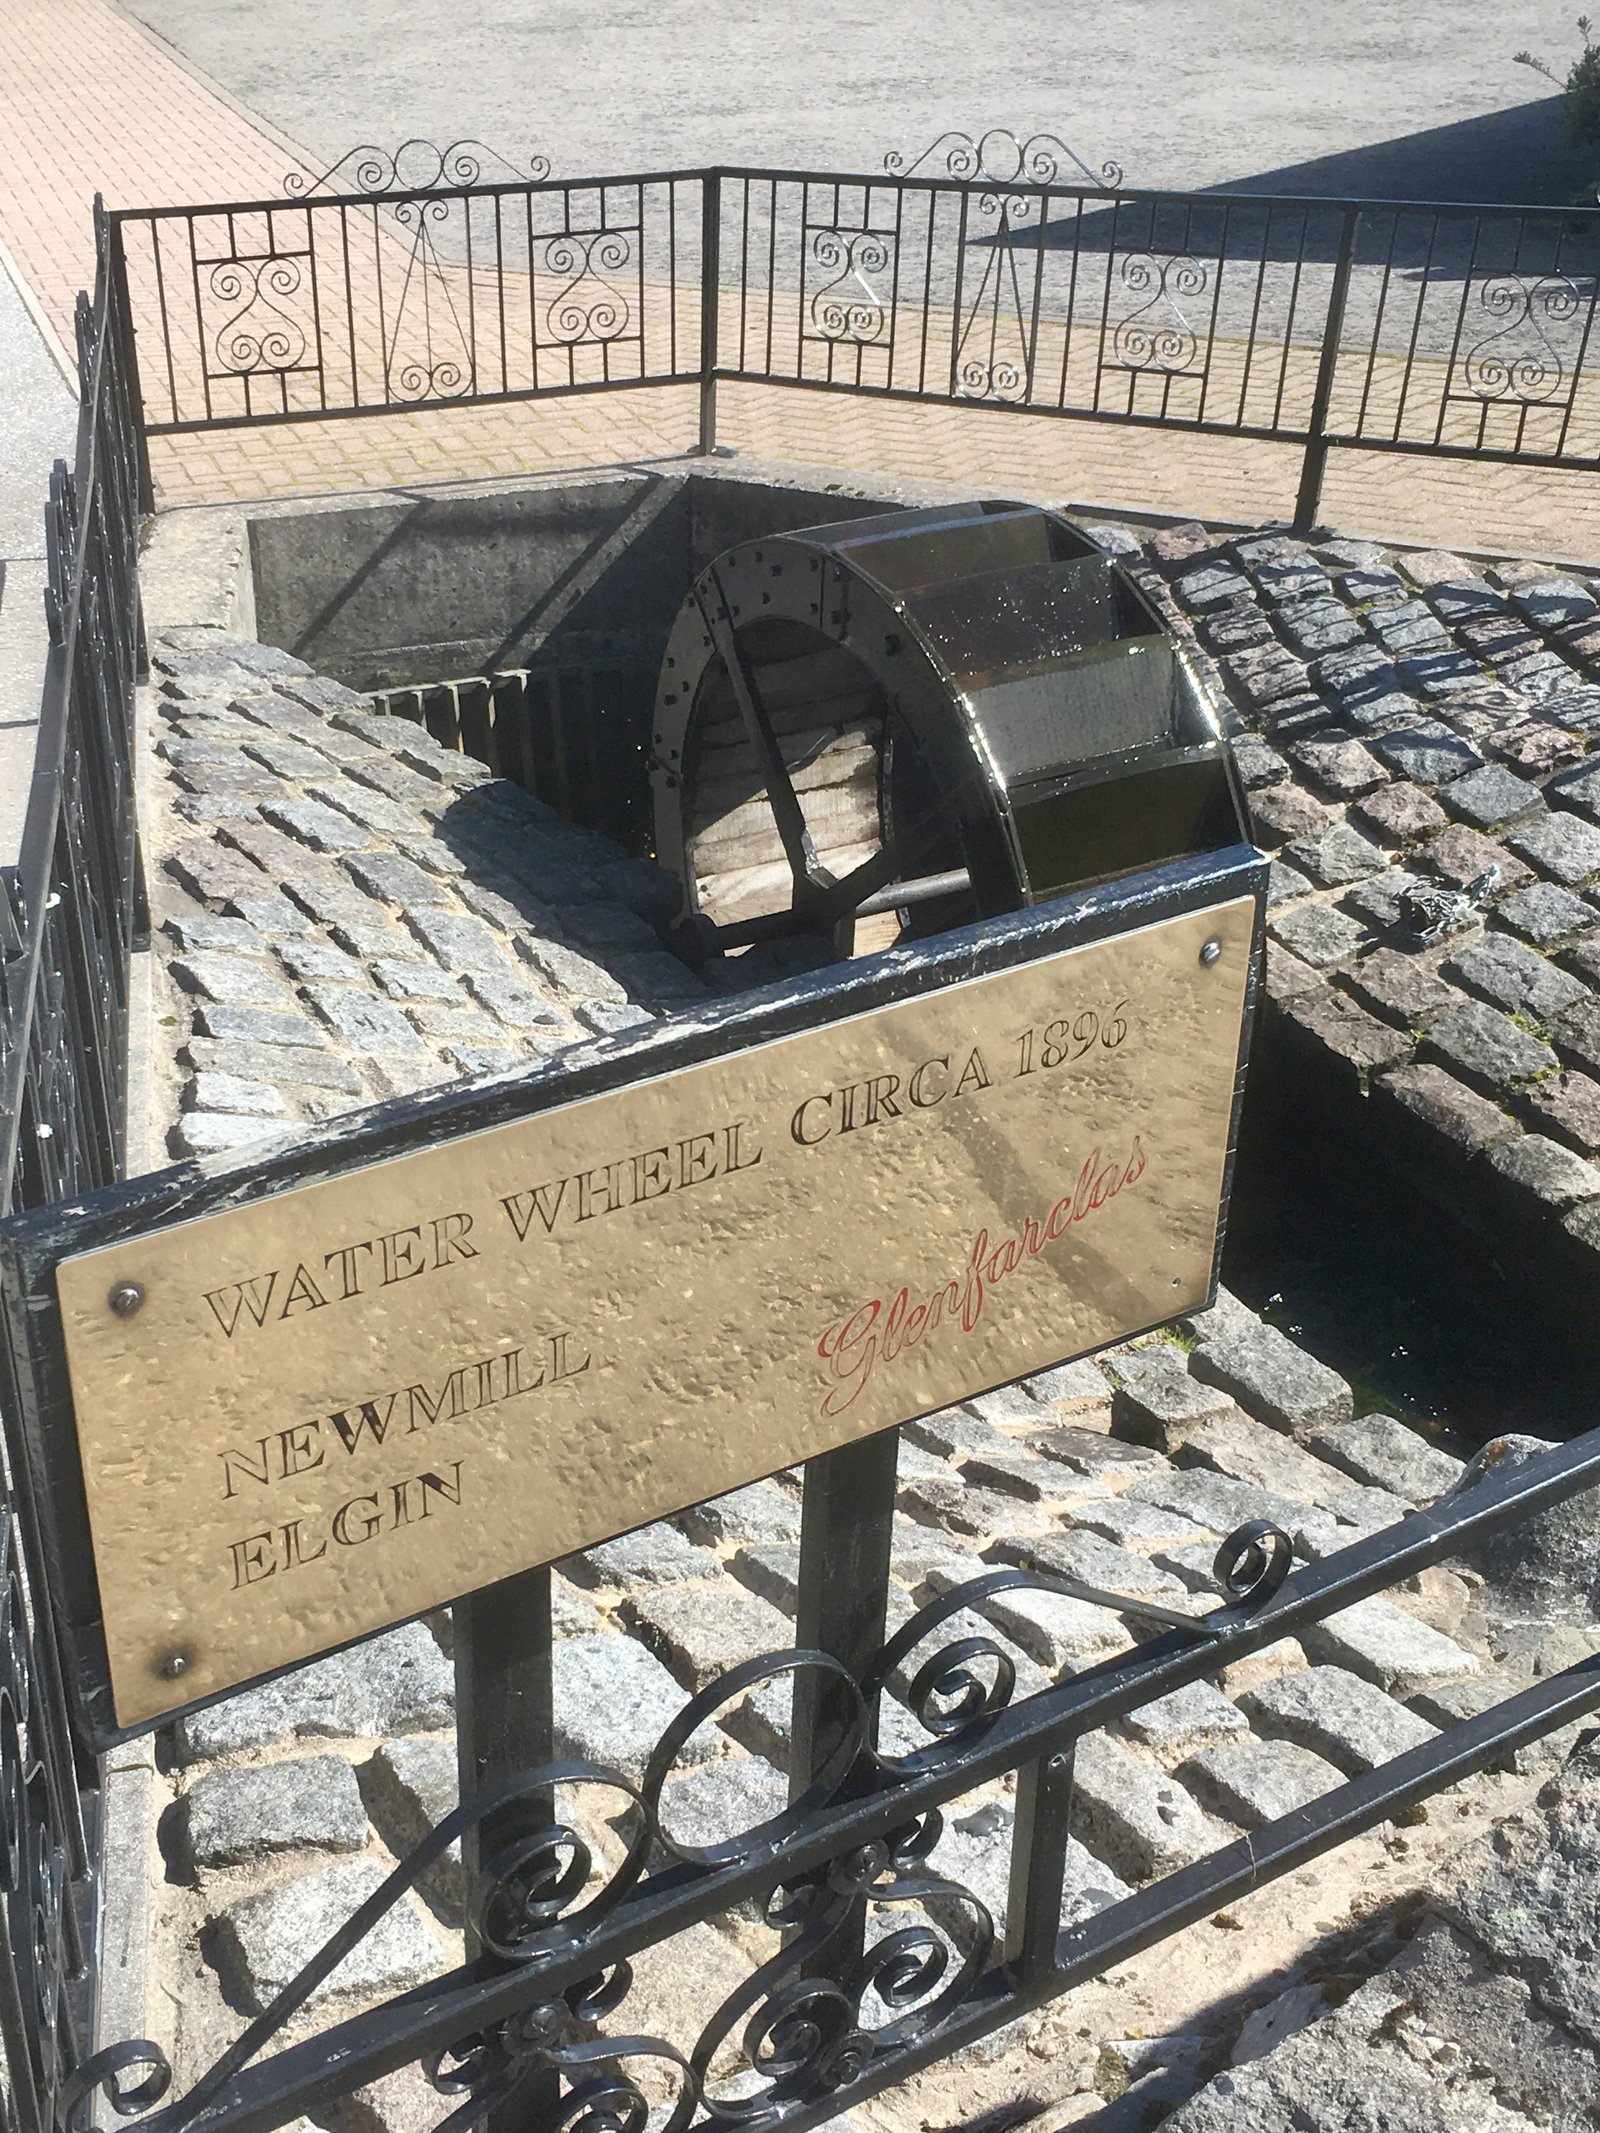 WATER WHEEL CIRCA 1896
Glenfarclas
NEWMILL
ELGIN